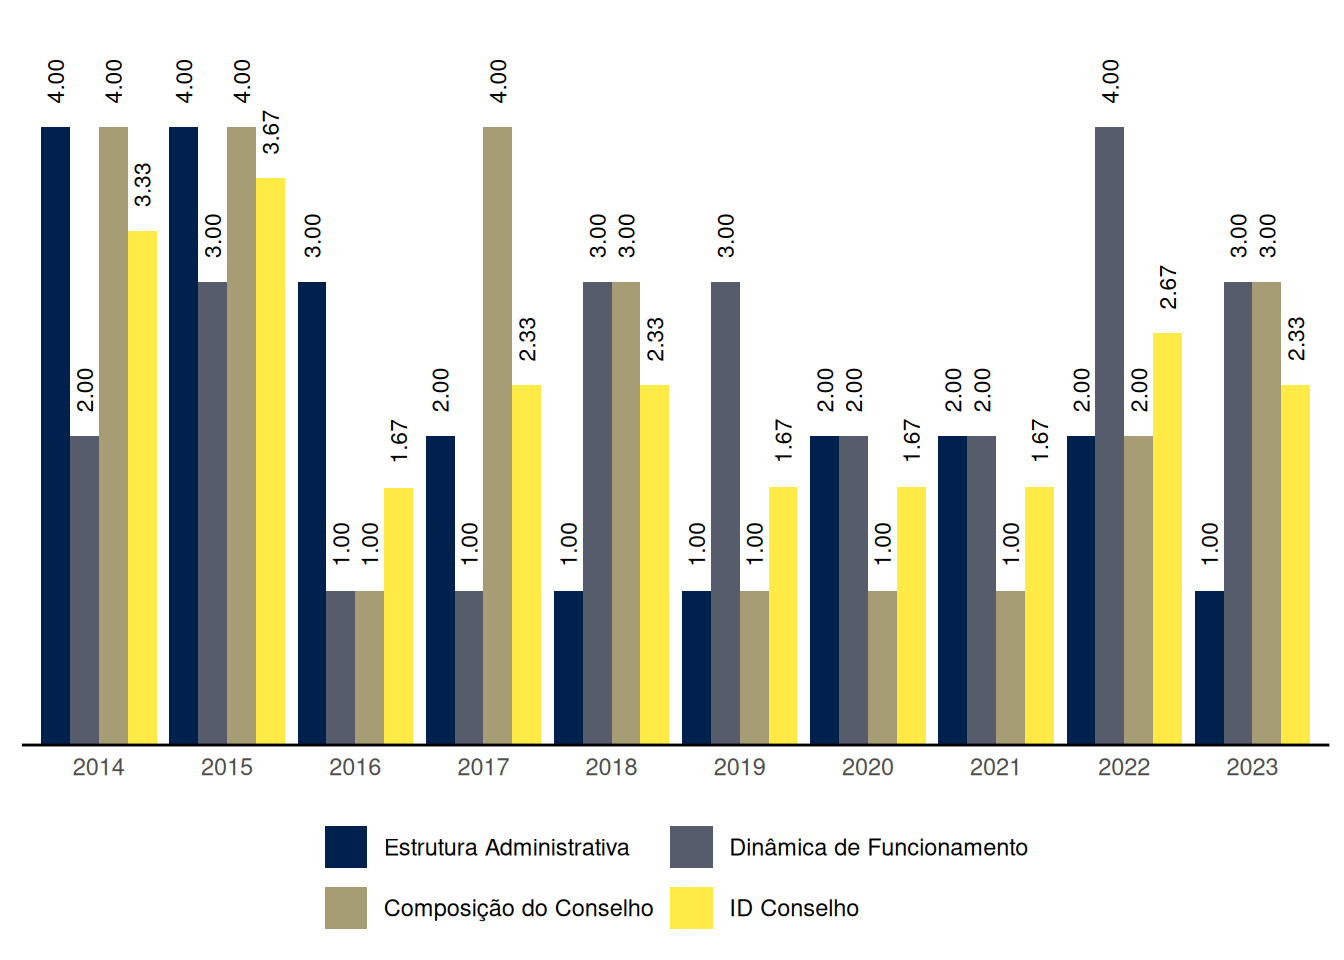 4.00 2.00 4.00 3.33 4.00 3.00 4.00 3.67 3.00 1.00 1.00 1.67 2.00 1.00 4.00 2.33 1.00 3.00 3.00 2.33 1.00 3.00 1.00 1.67 2.00 2.00 1.00 1.67 2.00 2.00 1.00 1.67 2.00 4.00 2.00 2.67 1.00 3.00 3.00 2.33
2014 2015 2016 2017 2018 2019 2020 2021 2022 2023
Estrutura Administrativa Dinâmica de Funcionamento
Composição do Conselho ID Conselho